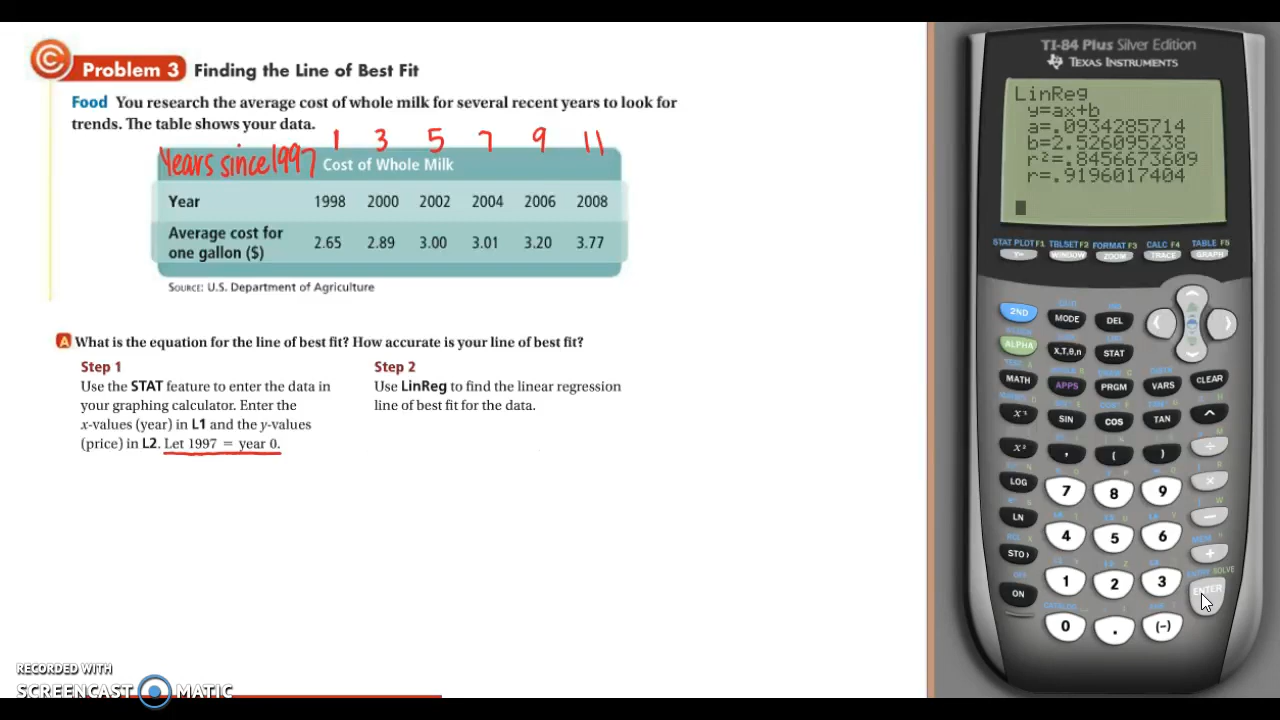 Problem 3 Finding the Line of Best Fit
Food You research the average cost of whole milk for several recent years to look for
trends. The table shows your data.
1 3 5 7 9 11
Years since 1997 Cost of Whole Milk
Year 1998 2000 2002 2004 2006 2008
Average cost for
one gallon ($) 2.65 2.89 3.00 3.01 3.20 3.77
SOURCE: U.S. Department of Agriculture
A What is the equation for the line of best fit? How accurate is your line of best fit?
Step 1
Use the STAT feature to enter the data in
your graphing calculator. Enter the
x-values (year) in L1 and the y-values
(price) in L2. Let 1997 = year 0.
Step 2
Use LinReg to find the linear regression
line of best fit for the data.
RECORDED WITH
SCREENCAST MATIC
TI-84 Plus Silver Edition
TEXAS INSTRUMENTS
LinReg
y=ax+b
a=.0934285714
b=2.526095238
r²=.8456673609
r=.9196017404
STAT PLOT F1 TBLSET F2 FORMAT F3 CALC F4 TABLE F5
Y= WINDOW ZOOM TRACE GRAPH
2ND MODE DEL
ALPHA X,T,θ,n STAT
MATH APPS PRGM VARS CLEAR
SIN COS TAN ^
x² , ( ) ÷
LOG 7 8 9 ×
LN 4 5 6 −
STO› 1 2 3 +
ON 0 . (−) ENTER